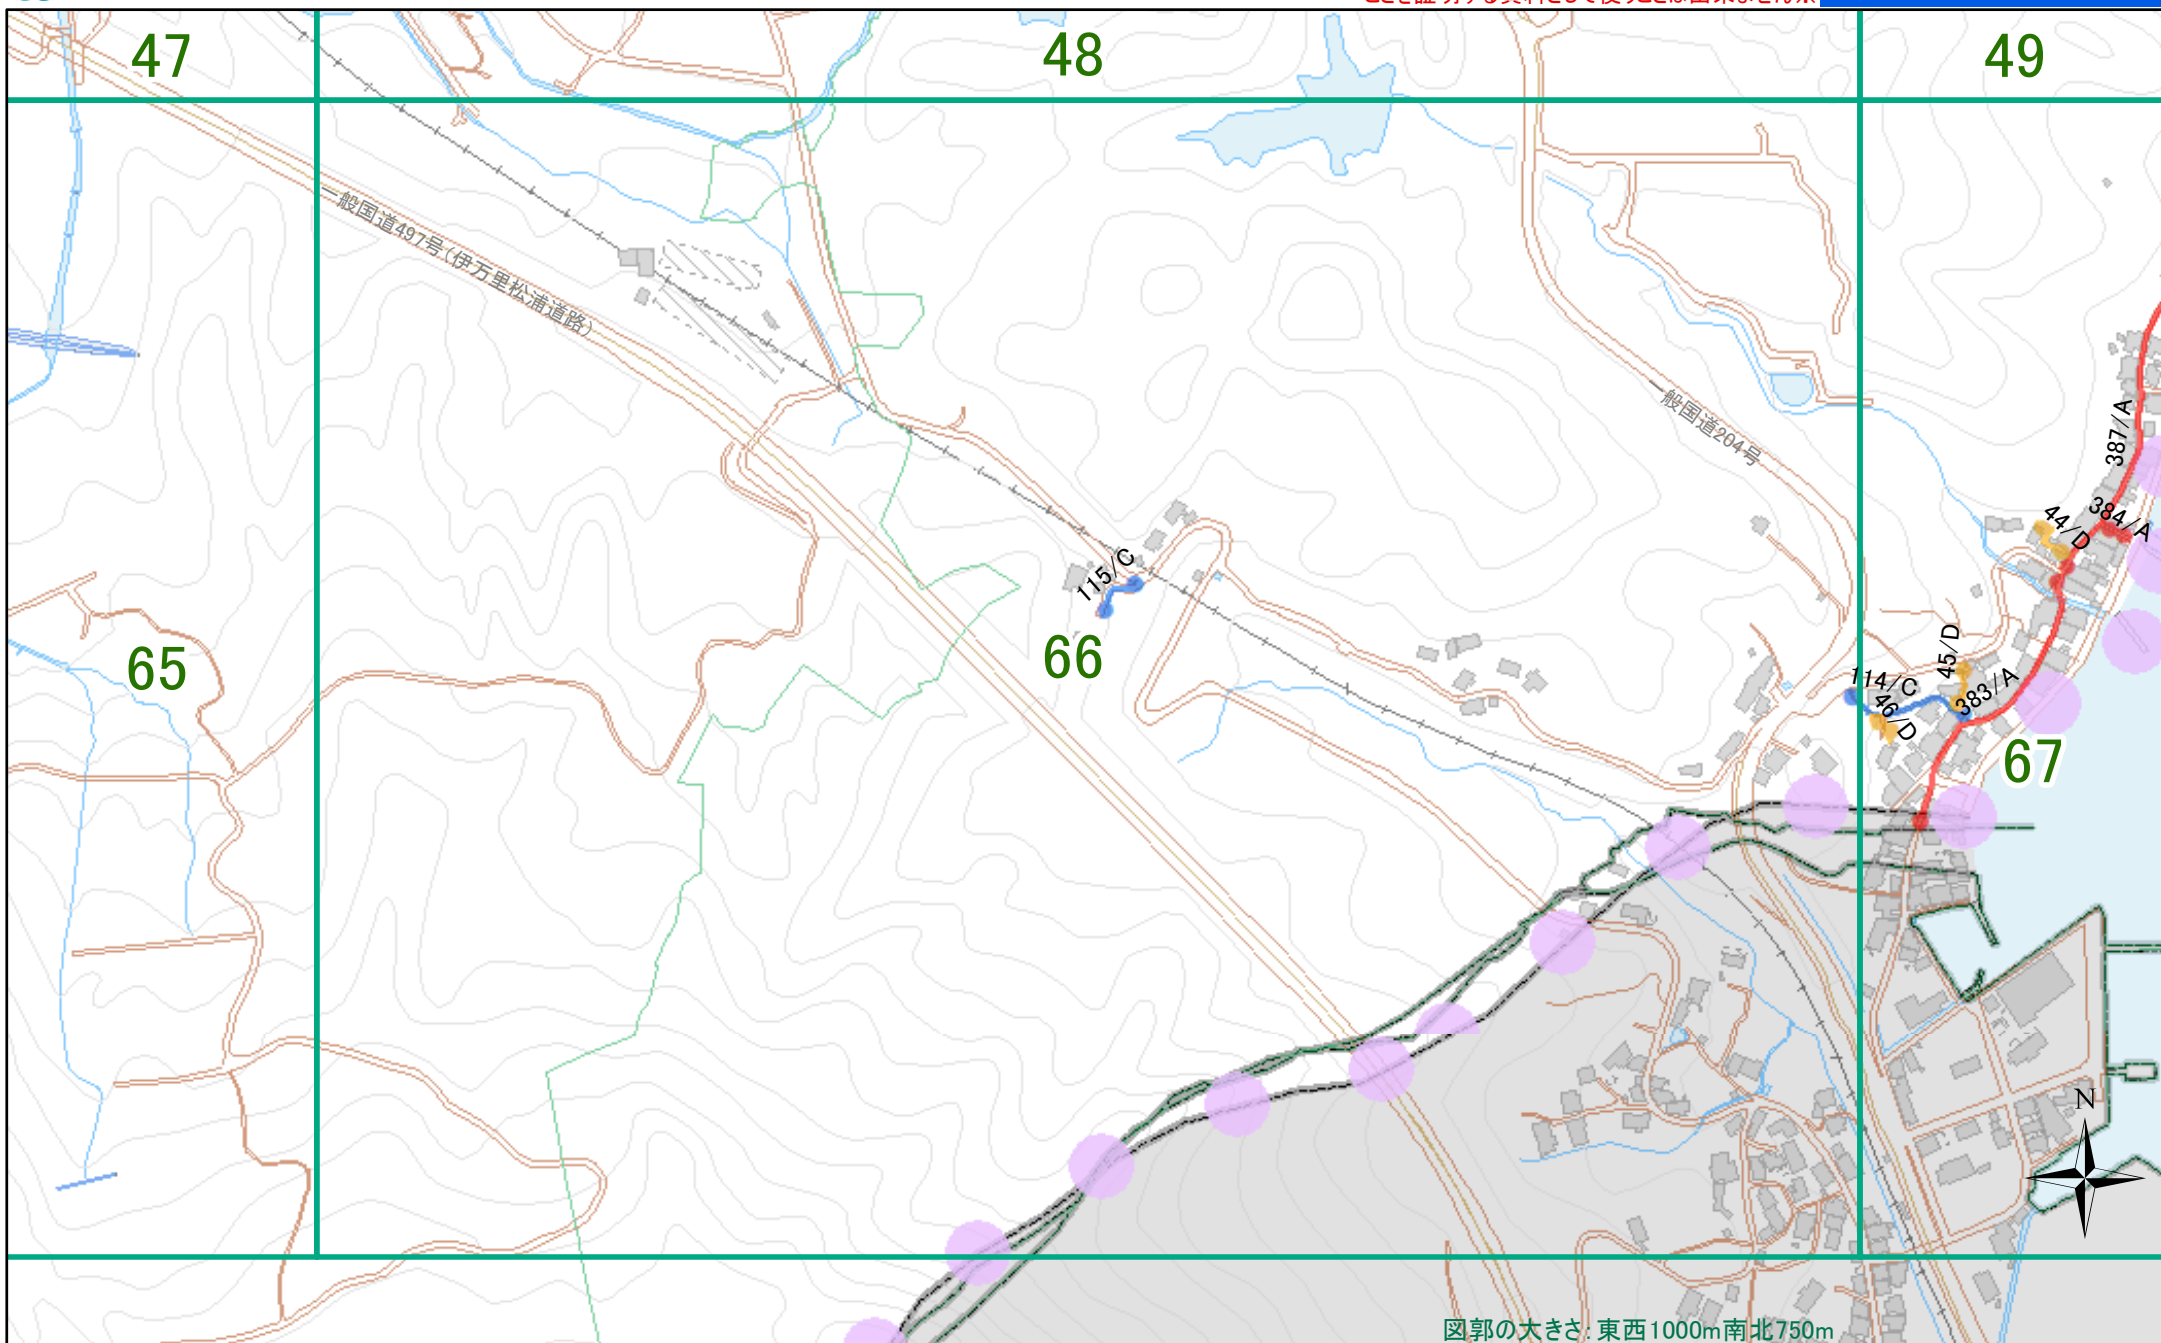 47
48
49
一般国道497号(伊万里松浦道路)
一般国道204号
387/A
384/A
44/D
115/C
66
65
45/D
114/C
383/A
46/D
67
N
図郭の大きさ:東西1000m南北750m